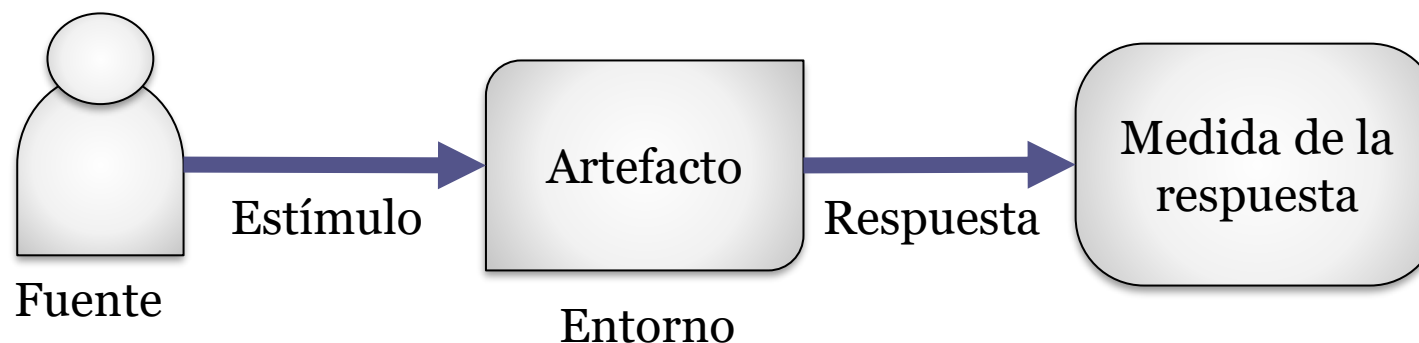 Fuente
Estímulo
Artefacto
Entorno
Respuesta
Medida de la
respuesta